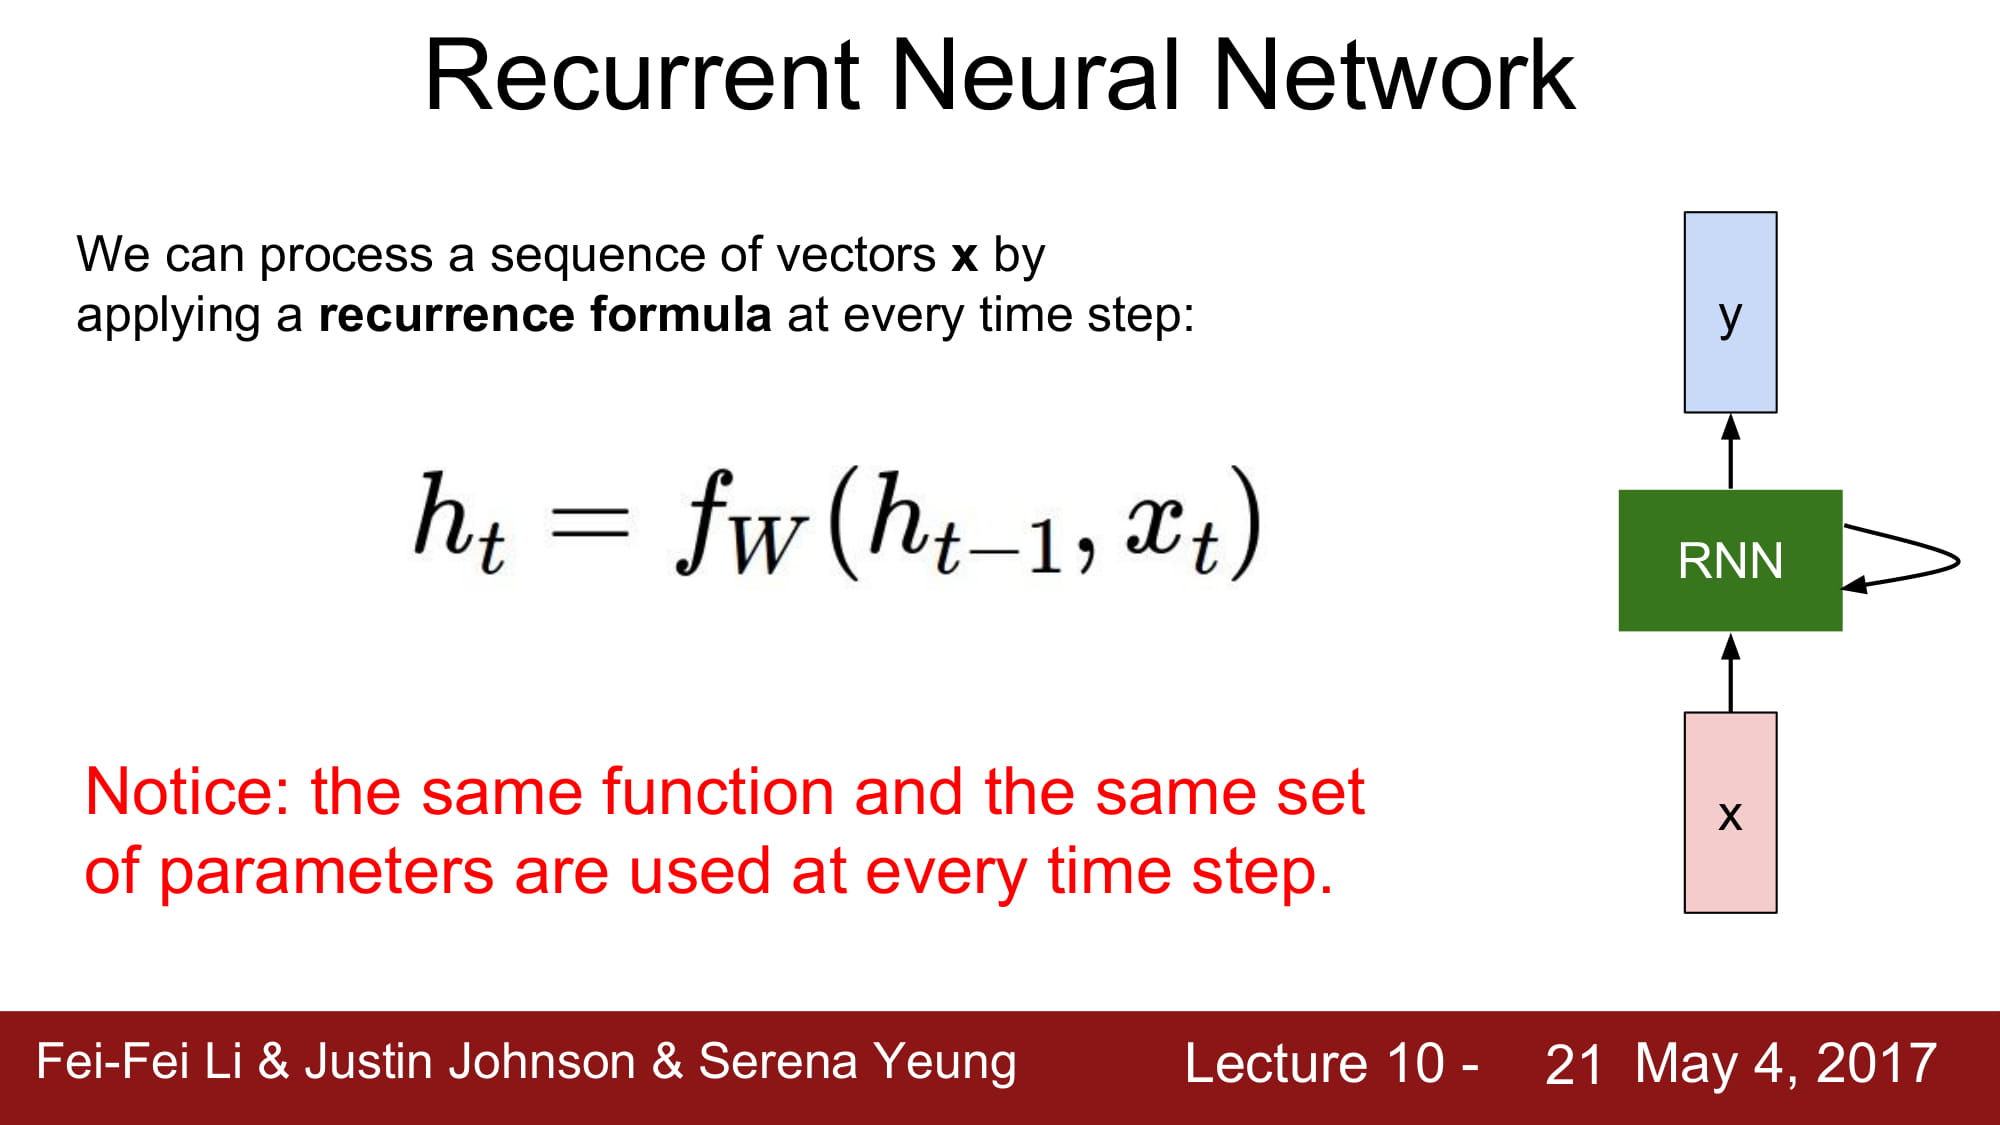 Recurrent Neural Network
We can process a sequence of vectors x by
applying a recurrence formula at every time step:
h_t = f_W(h_{t-1}, x_t)
y
RNN
x
Notice: the same function and the same set
of parameters are used at every time step.
Fei-Fei Li & Justin Johnson & Serena Yeung
Lecture 10 - 21 May 4, 2017